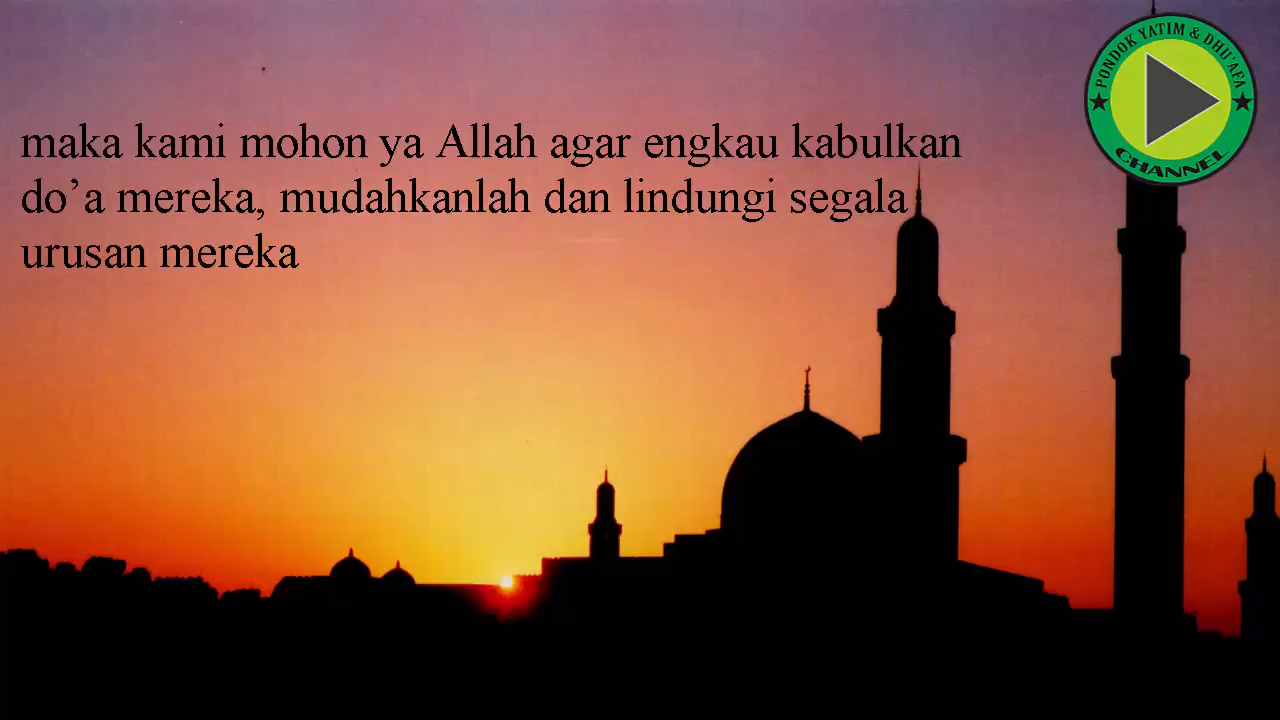 maka kami mohon ya Allah agar engkau kabulkan
do’a mereka, mudahkanlah dan lindungi segala
urusan mereka
PONDOK YATIM & DHU'AFA
CHANNEL